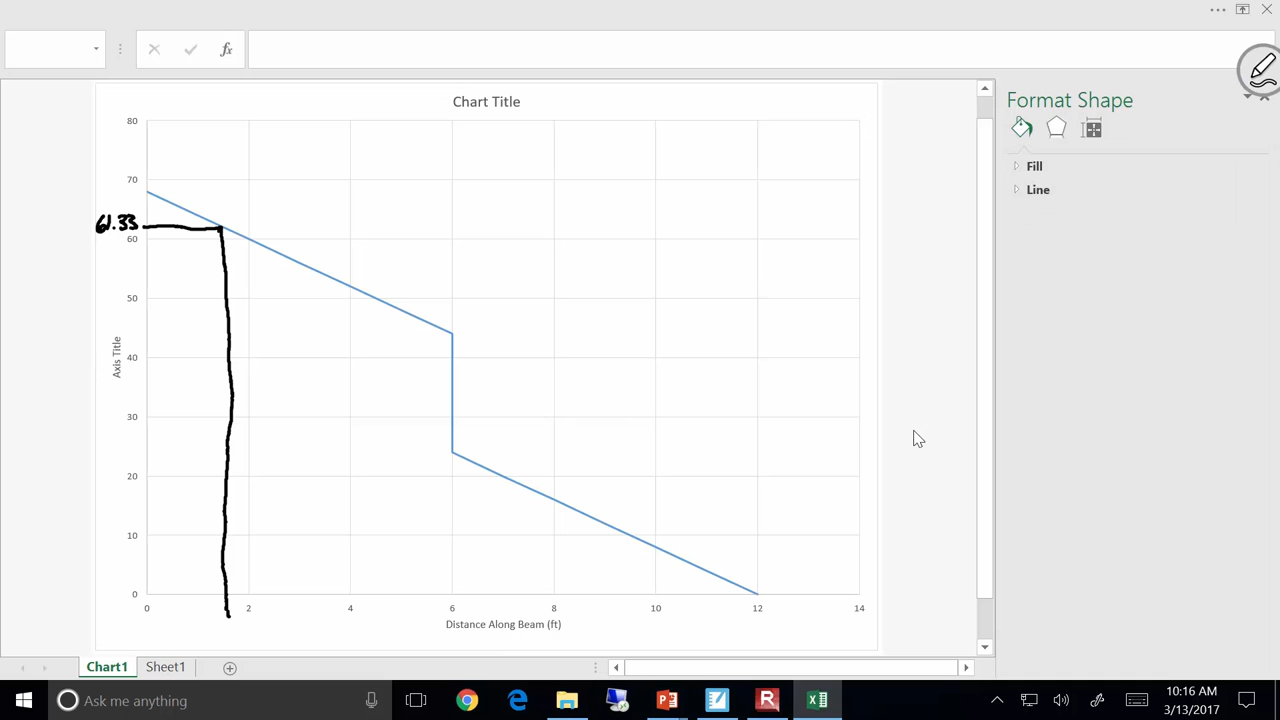 fx
Chart Title
80
70
61.33
60
50
40
30
20
10
0
Axis Title
0 2 4 6 8 10 12 14
Distance Along Beam (ft)
Format Shape
Fill
Line
Chart1 Sheet1
Ask me anything
10:16 AM
3/13/2017